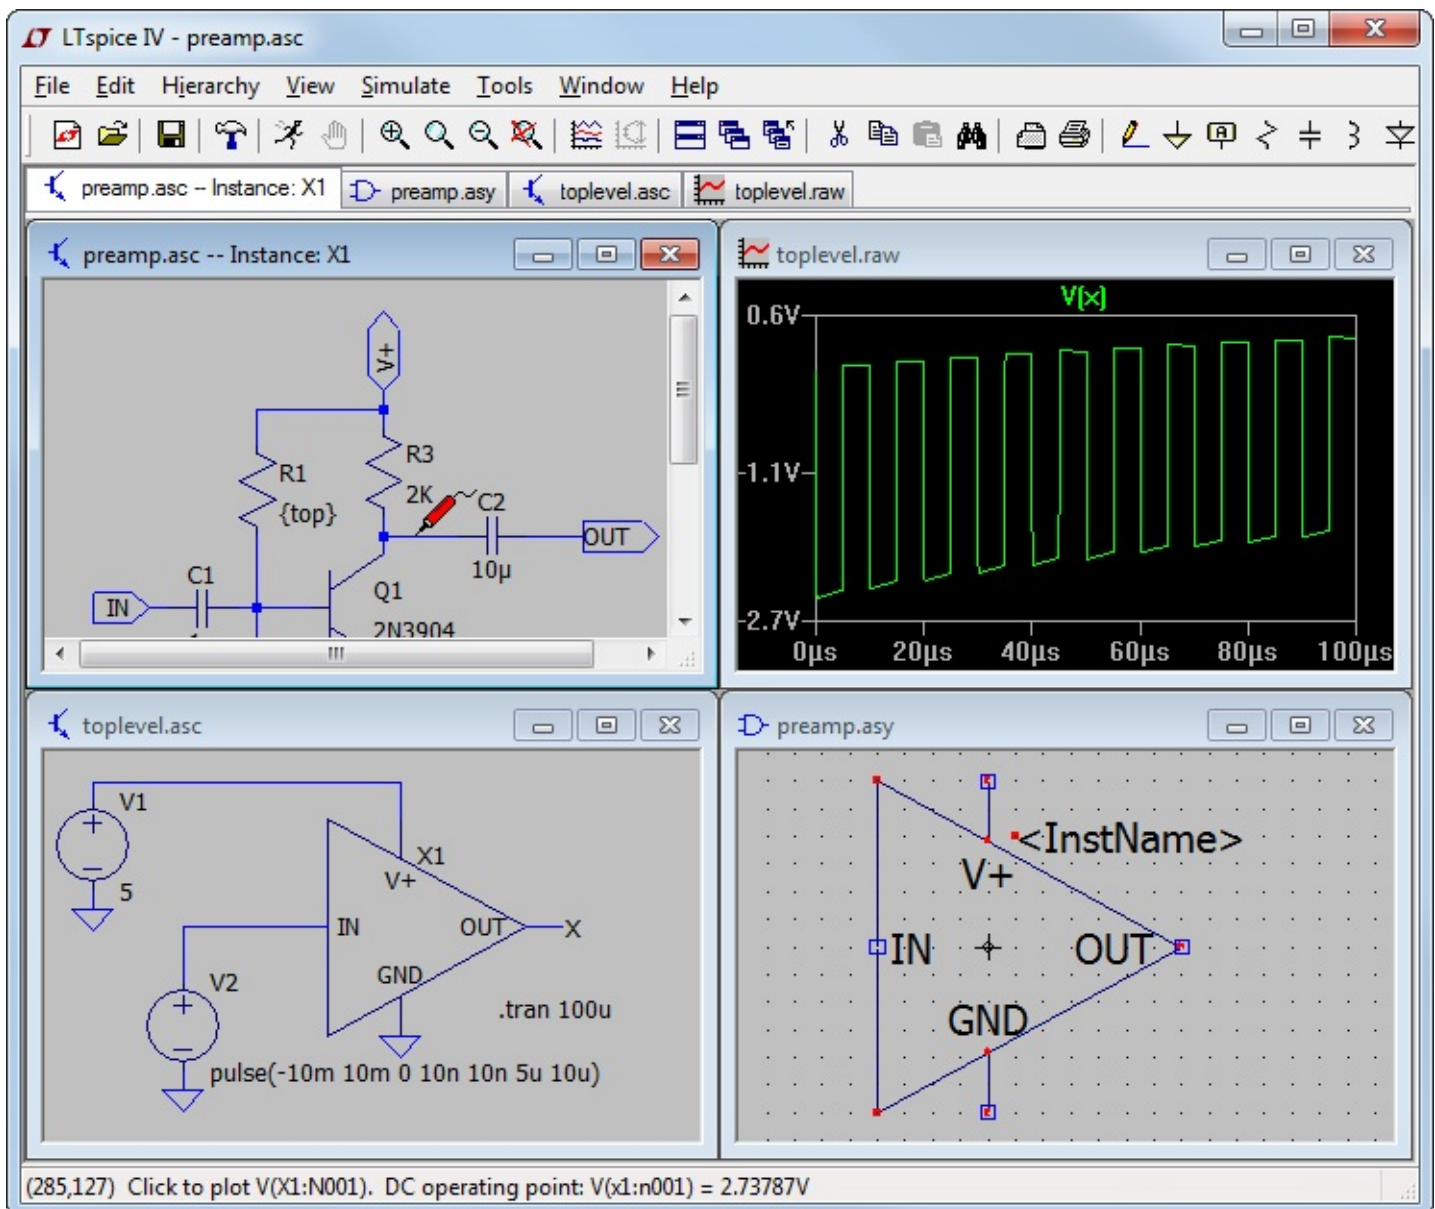 LTspice IV - preamp.asc
File Edit Hierarchy View Simulate Tools Window Help
preamp.asc -- Instance: X1 preamp.asy toplevel.asc toplevel.raw
preamp.asc -- Instance: X1
V+
R1
{top}
R3
2K
C2
10µ
OUT
C1
IN
Q1
2N3904
toplevel.raw
V(x)
0.6V
-1.1V
-2.7V
0µs 20µs 40µs 60µs 80µs 100µs
toplevel.asc
V1
5
X1
V+
IN
OUT
X
GND
V2
.tran 100u
pulse(-10m 10m 0 10n 10n 5u 10u)
preamp.asy
<InstName>
V+
IN
OUT
GND
(285,127) Click to plot V(X1:N001). DC operating point: V(x1:n001) = 2.73787V